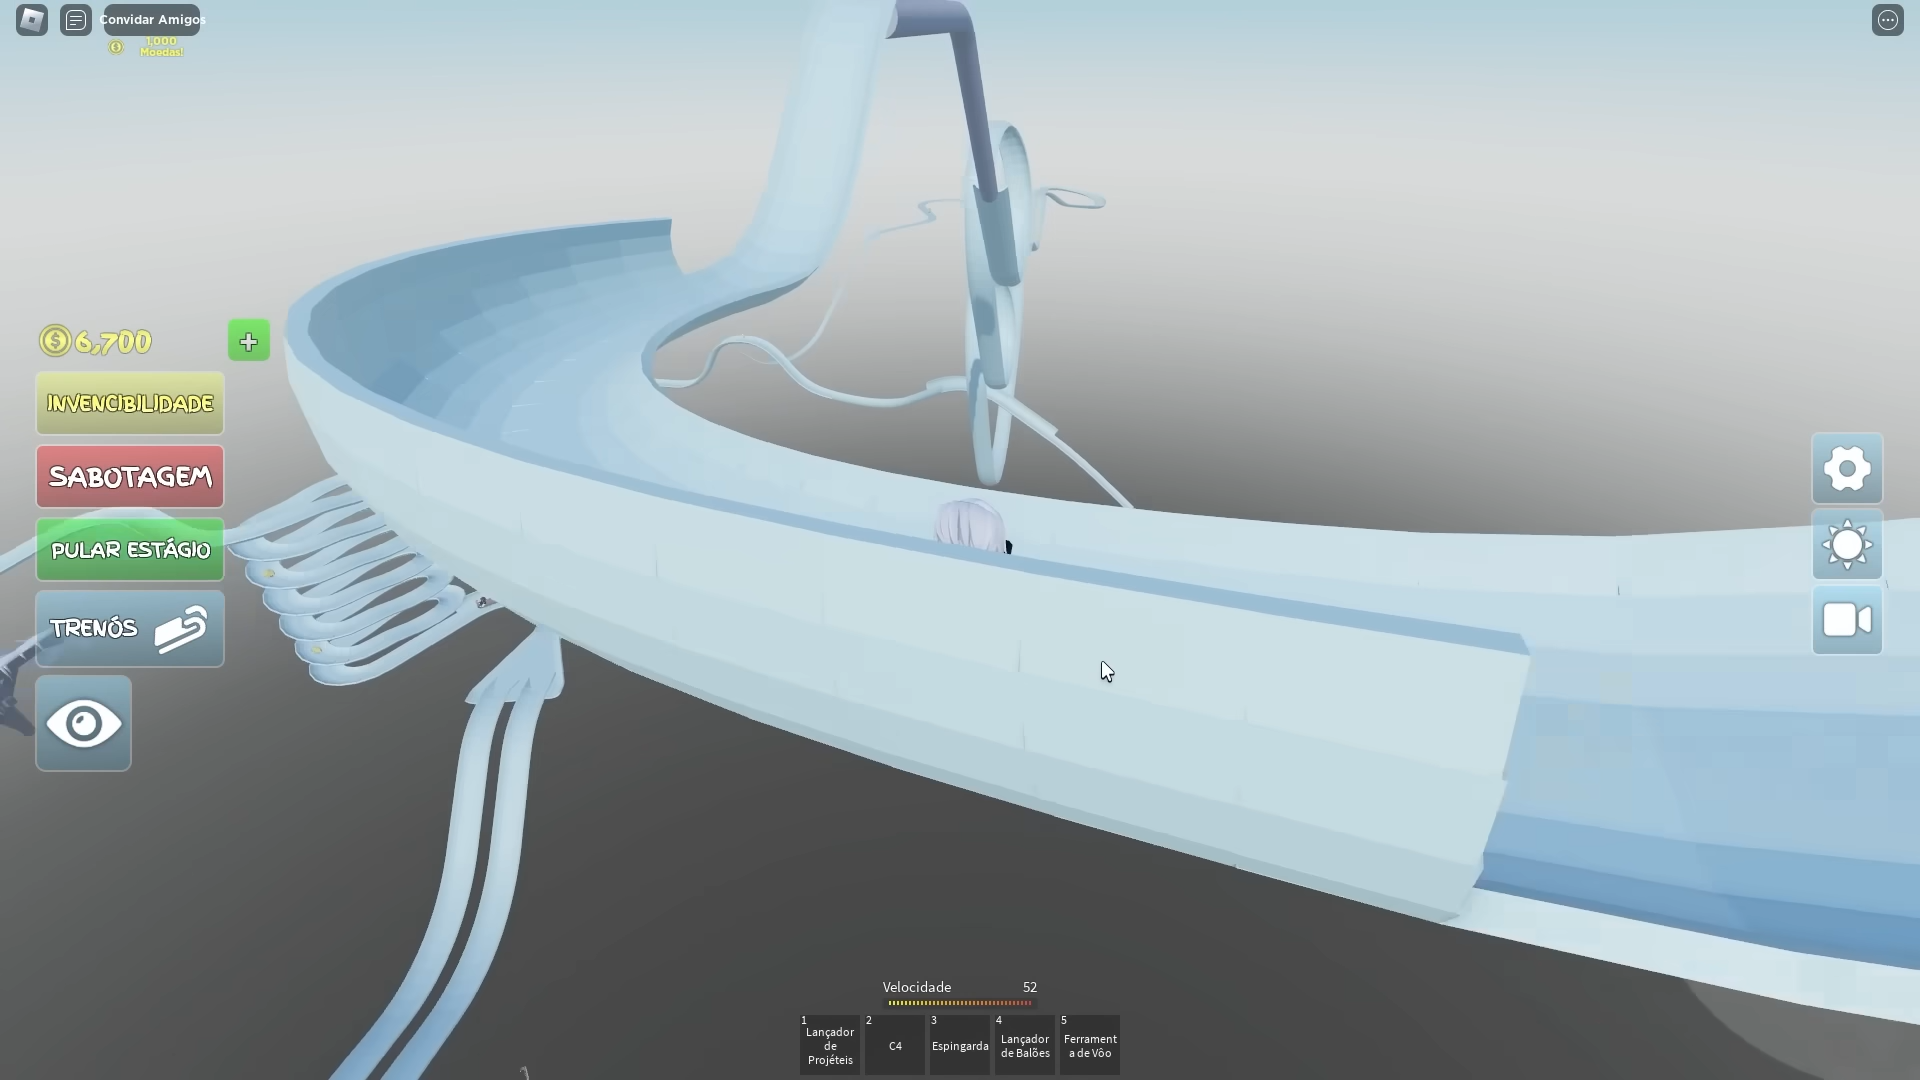 Convidar Amigos
1,000
Moedas!
6,700
+
INVENCIBILIDADE
SABOTAGEM
PULAR ESTÁGIO
TRENÓS
Velocidade 52
1
Lançador
de
Projéteis
2
C4
3
Espingarda
4
Lançador
de Balões
5
Ferrament
a de Vôo